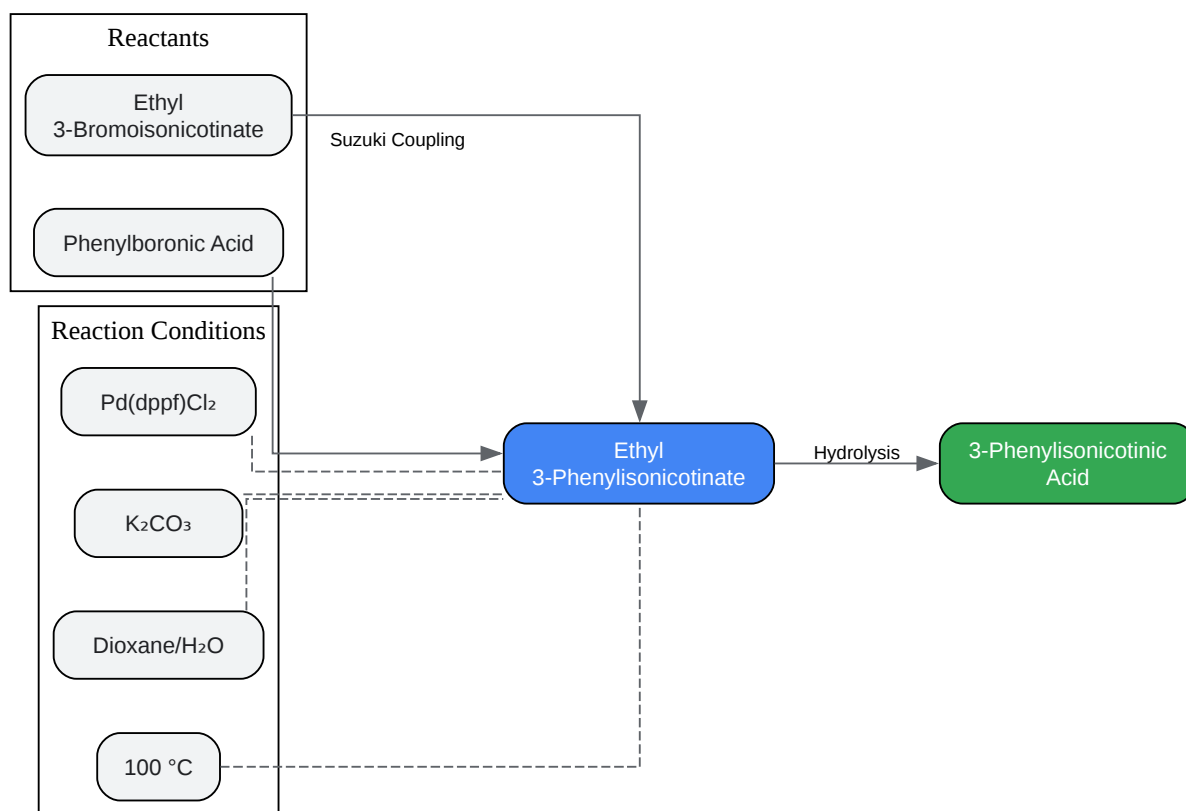 Reactants
Ethyl
3-Bromoisonicotinate
Suzuki Coupling
Phenylboronic Acid
Reaction Conditions
Pd(dppf)Cl₂
K₂CO₃
Dioxane/H₂O
100 °C
Ethyl
3-Phenylisonicotinate
Hydrolysis
3-Phenylisonicotinic
Acid